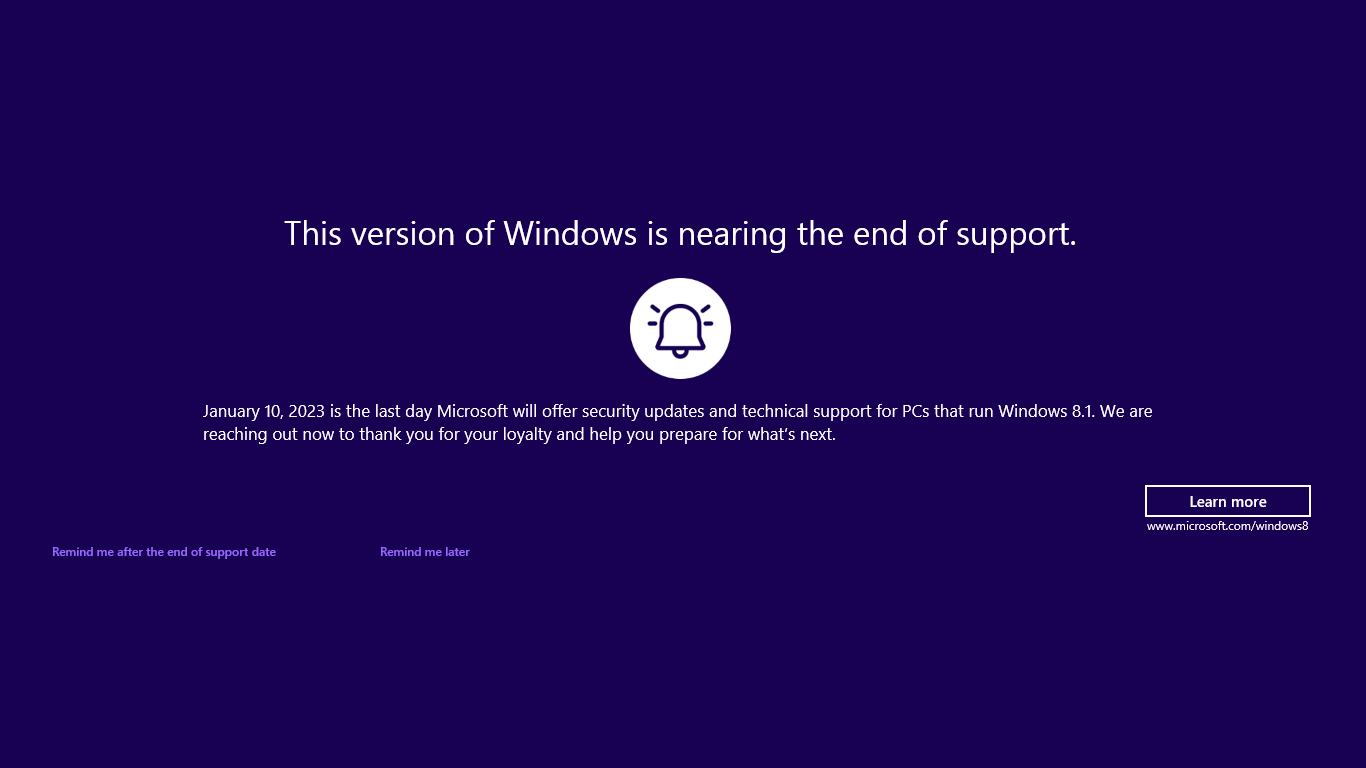 This version of Windows is nearing the end of support.
January 10, 2023 is the last day Microsoft will offer security updates and technical support for PCs that run Windows 8.1. We are
reaching out now to thank you for your loyalty and help you prepare for what’s next.
Learn more
www.microsoft.com/windows8
Remind me after the end of support date
Remind me later